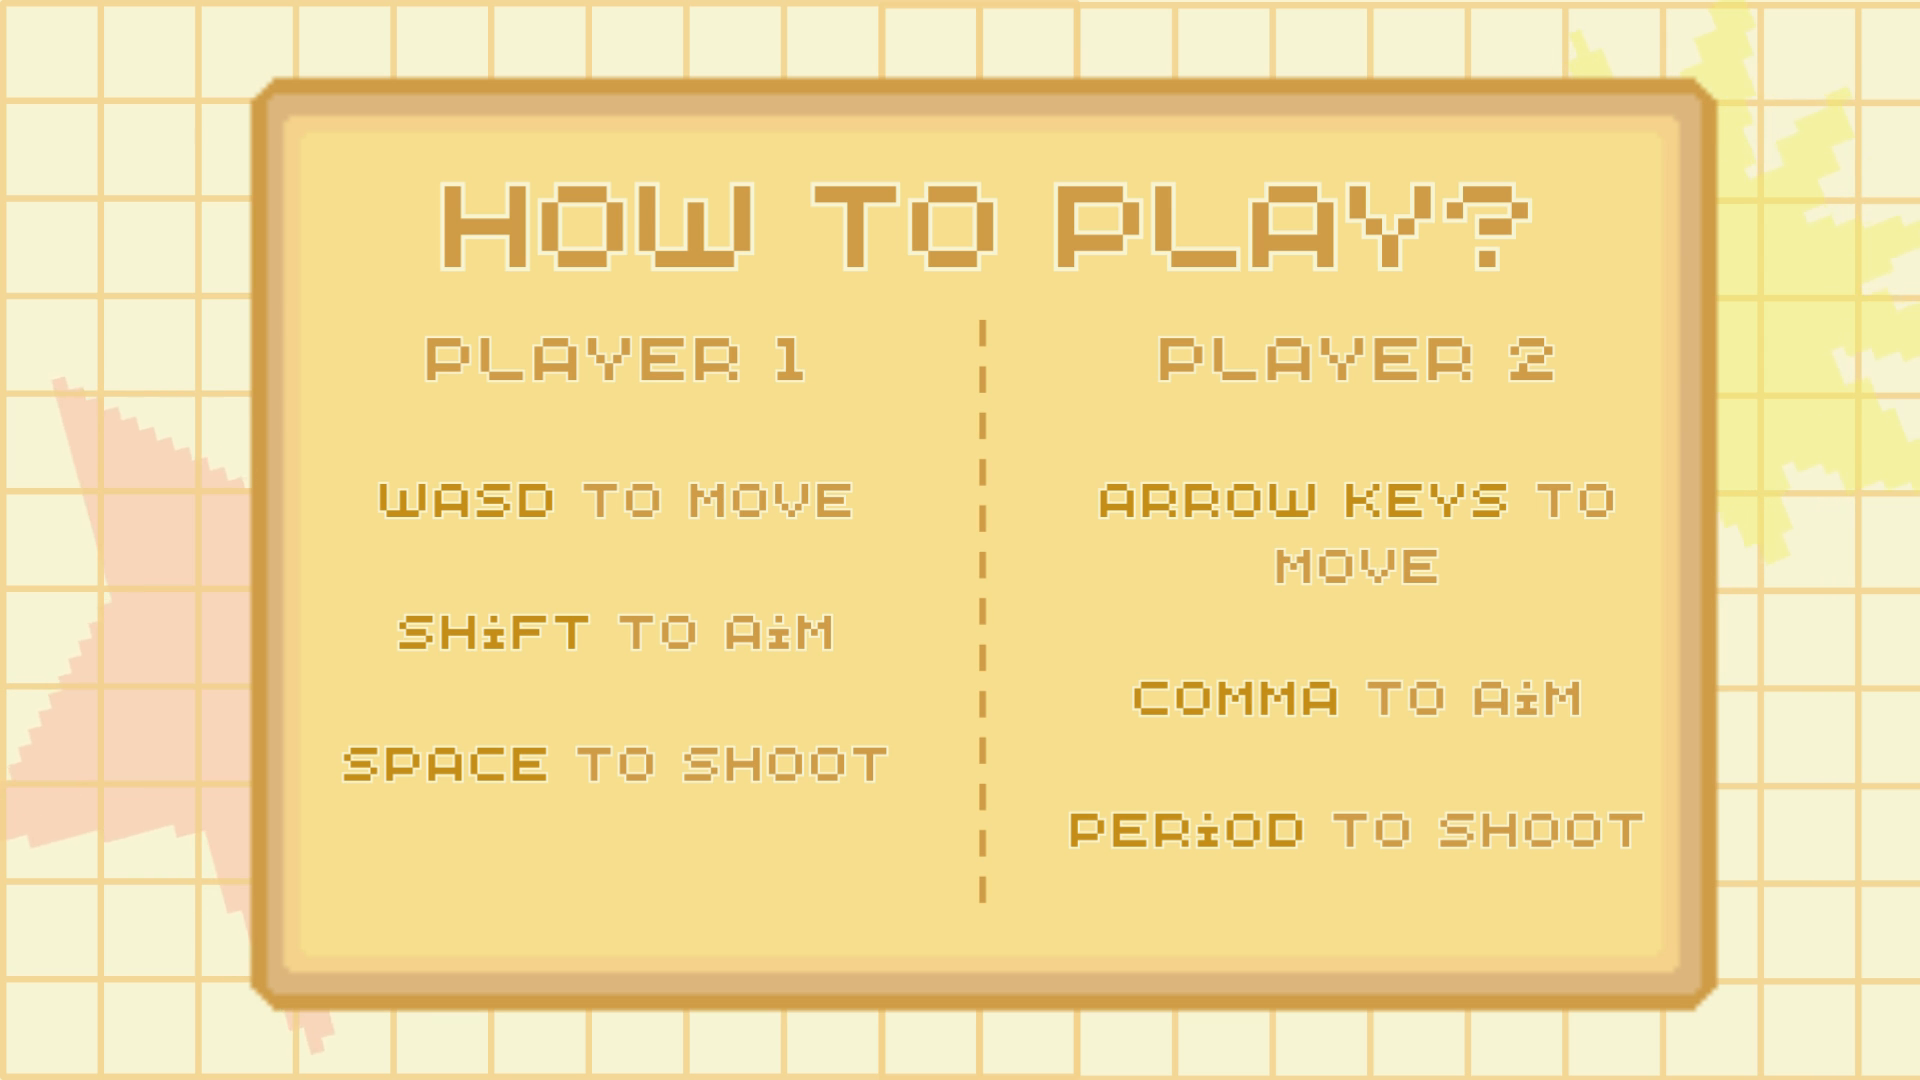 HOW TO PLAY?
PLAYER 1
WASD TO MOVE
SHiFT TO AiM
SPACE TO SHOOT
PLAYER 2
ARROW KEYS TO
MOVE
COMMA TO AiM
PERiOD TO SHOOT